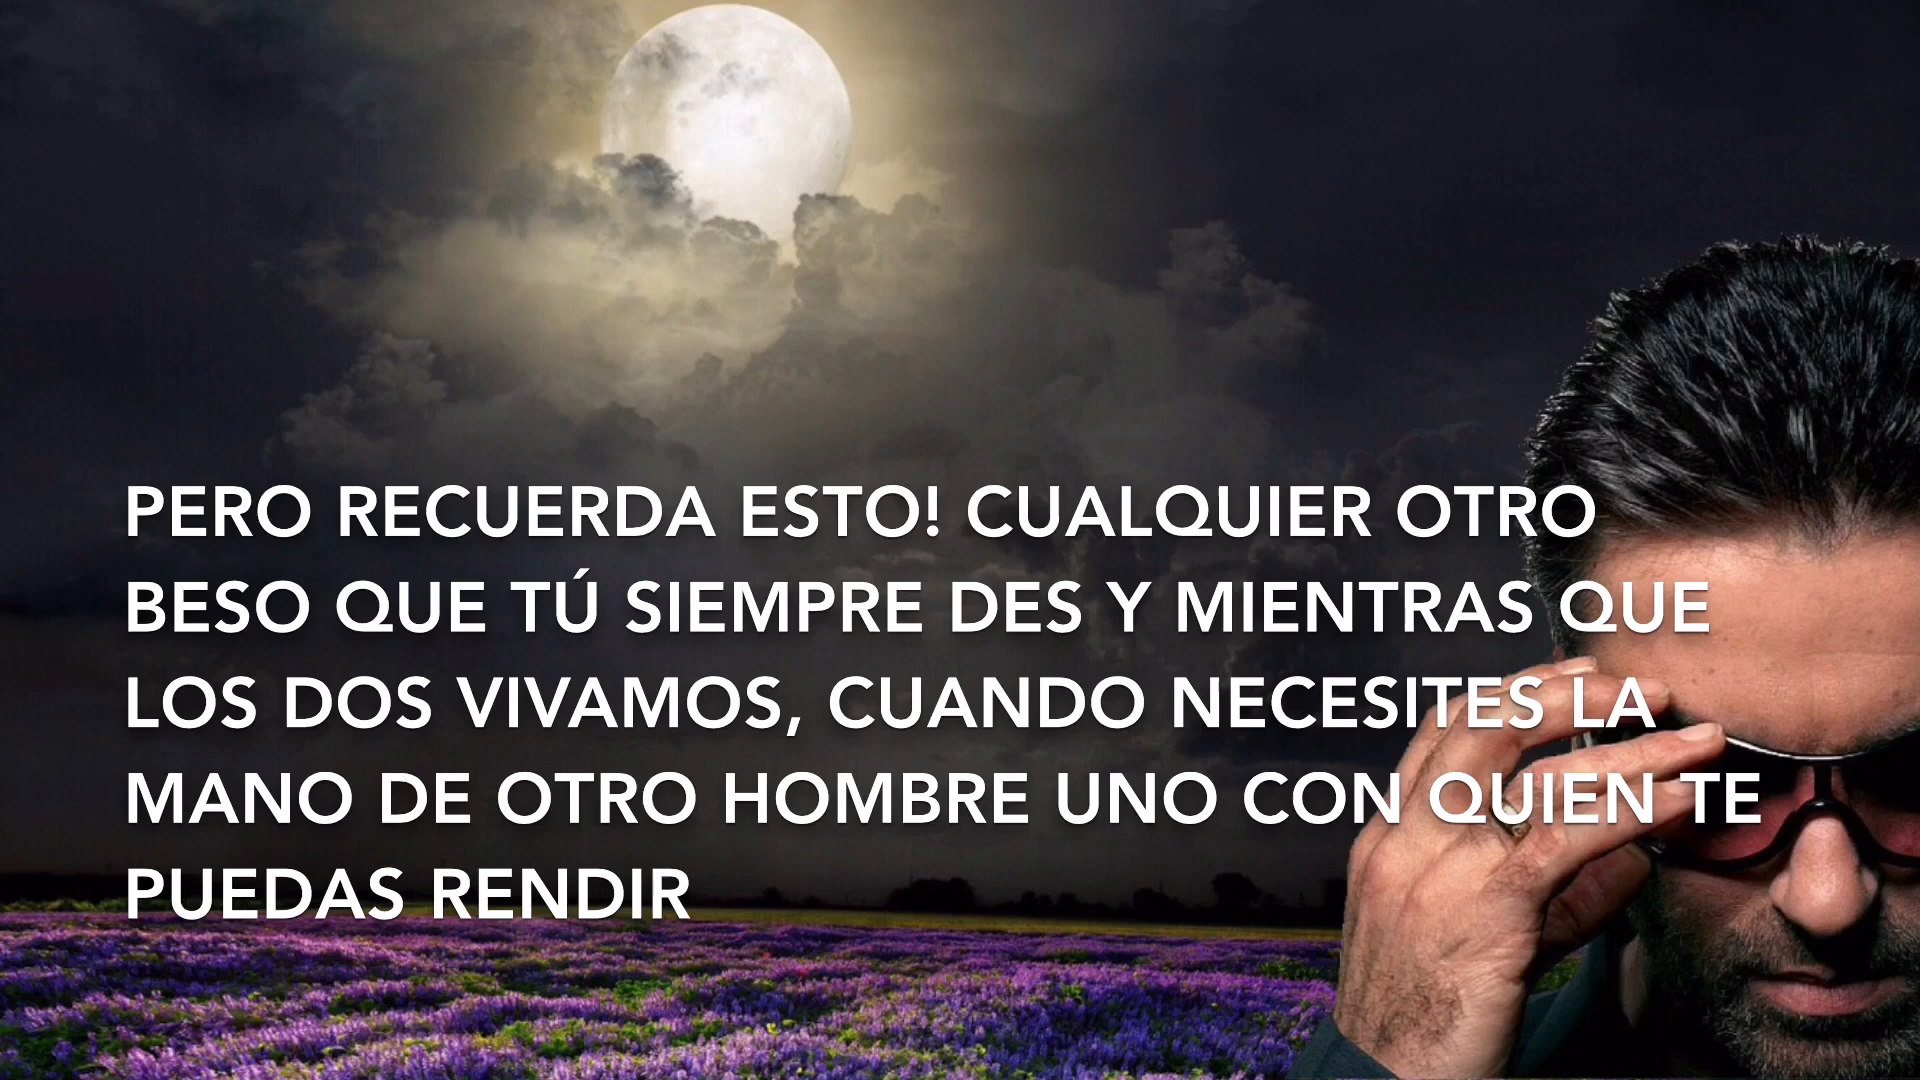 PERO RECUERDA ESTO! CUALQUIER OTRO
BESO QUE TÚ SIEMPRE DES Y MIENTRAS QUE
LOS DOS VIVAMOS, CUANDO NECESITES LA
MANO DE OTRO HOMBRE UNO CON QUIEN TE
PUEDAS RENDIR